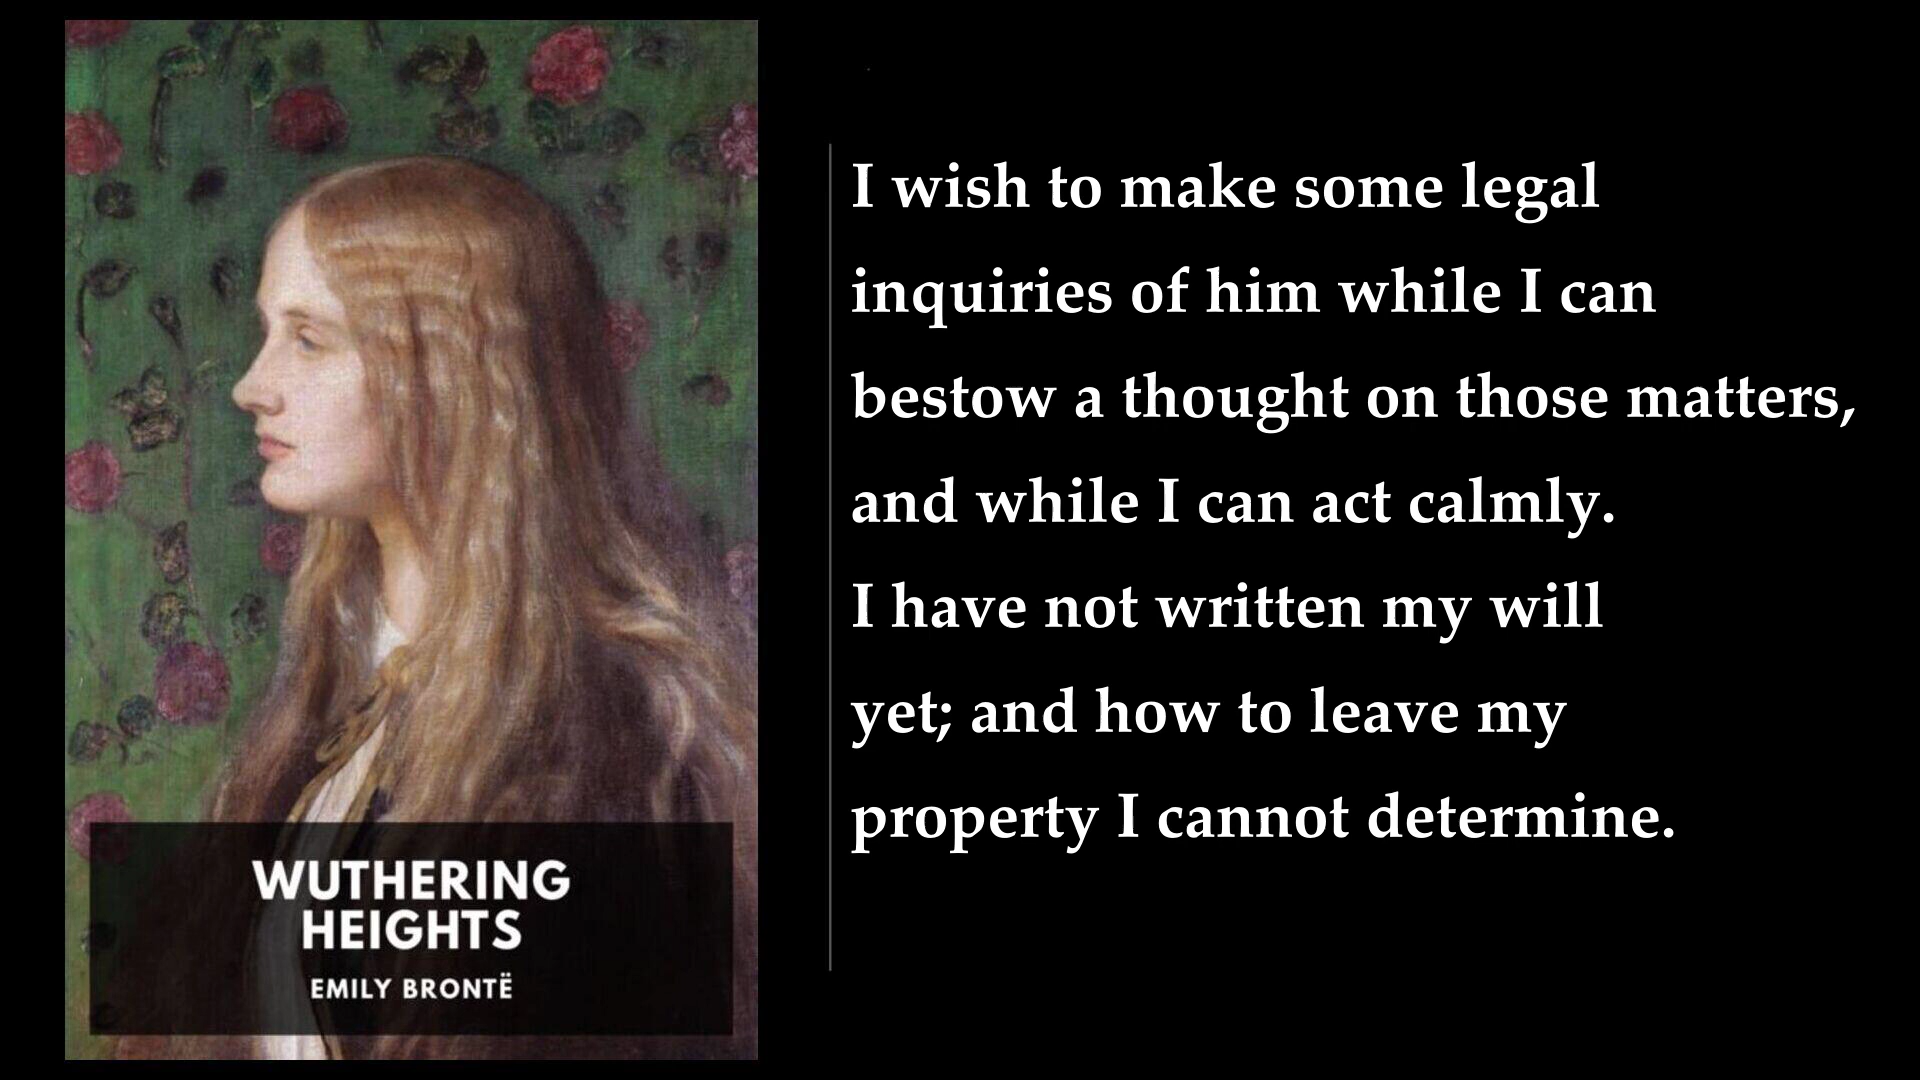 I wish to make some legal
inquiries of him while I can
bestow a thought on those matters,
and while I can act calmly.
I have not written my will
yet; and how to leave my
property I cannot determine.
WUTHERING
HEIGHTS
EMILY BRONTË